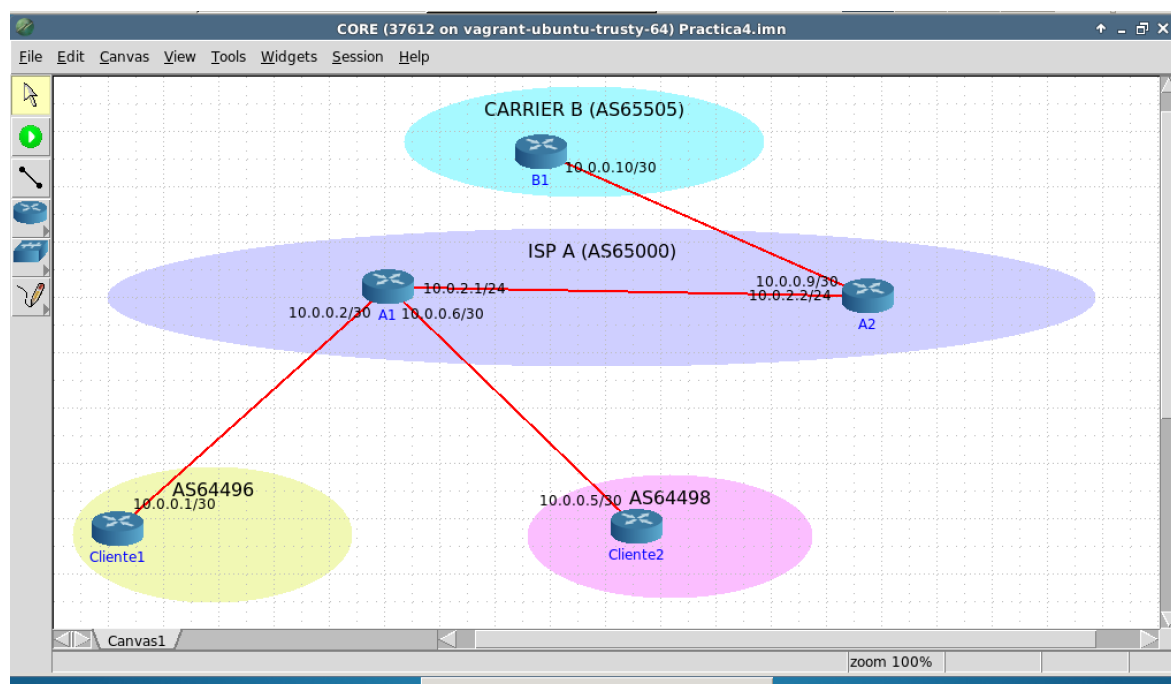 CORE (37612 on vagrant-ubuntu-trusty-64) Practica4.imn
File Edit Canvas View Tools Widgets Session Help
CARRIER B (AS65505)
10.0.0.10/30
B1
ISP A (AS65000)
10.0.2.1/24
10.0.0.9/30
10.0.2.2/24
10.0.0.2/30
A1
10.0.0.6/30
A2
AS64496
10.0.0.1/30
Cliente1
10.0.0.5/30
AS64498
Cliente2
Canvas1
zoom 100%